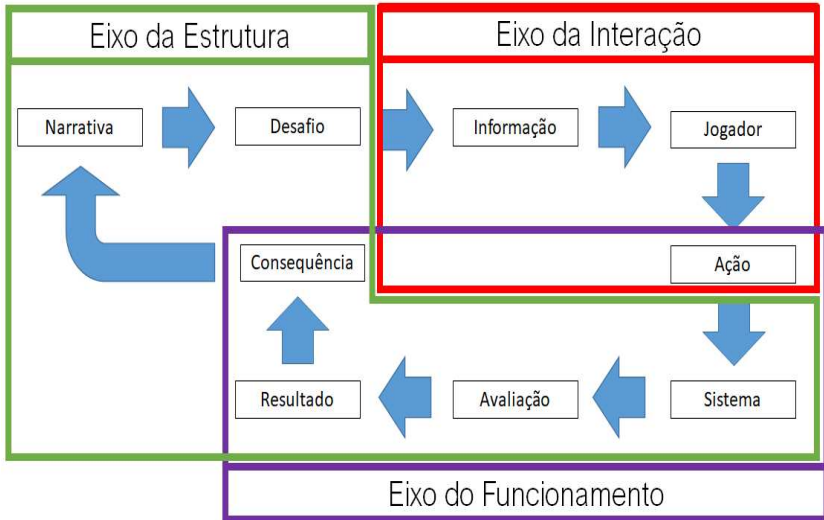 Eixo da Estrutura
Eixo da Interação
Narrativa
Desafio
Informação
Jogador
Consequência
Ação
Resultado
Avaliação
Sistema
Eixo do Funcionamento